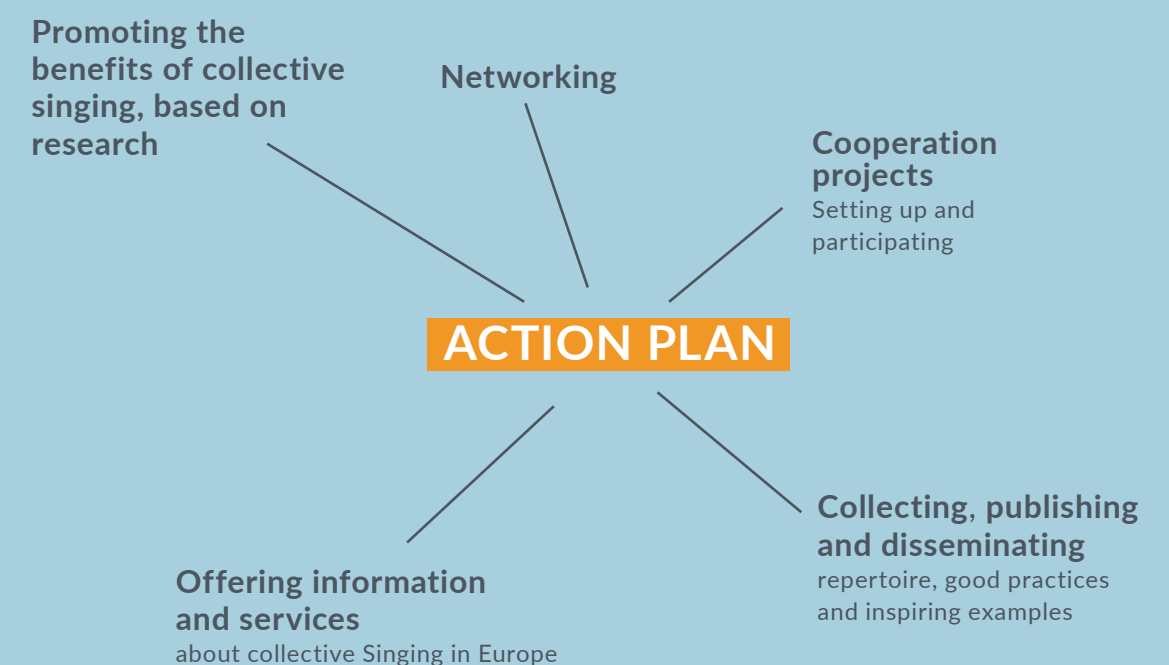 Promoting the
benefits of collective
singing, based on
research
Networking
Cooperation
projects
Setting up and
participating
ACTION PLAN
Collecting, publishing
and disseminating
repertoire, good practices
and inspiring examples
Offering information
and services
about collective Singing in Europe